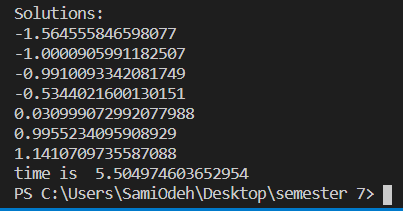 Solutions:
-1.564555846598077
-1.0000905991182507
-0.9910093342081749
-0.5344021600130151
0.030999072992077988
0.9955234095908929
1.1410709735587088
time is  5.504974603652954
PS C:\Users\SamiOdeh\Desktop\semester 7>